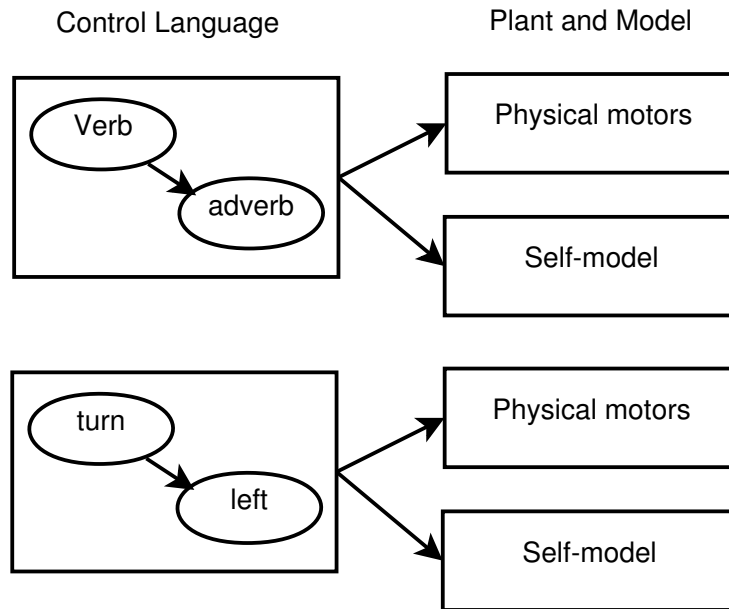 Control Language
Plant and Model
Verb
adverb
Physical motors
Self-model
turn
left
Physical motors
Self-model